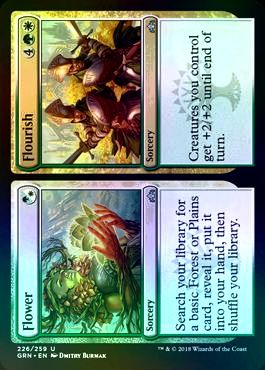 Flower
Sorcery
Search your library for
a basic Forest or Plains
card, reveal it, put it
into your hand, then
shuffle your library.
226/259 U
GRN • EN DMITRY BURMAK
™ & © 2018 Wizards of the Coast
Flourish
4
Sorcery
Creatures you control
get +2/+2 until end of
turn.